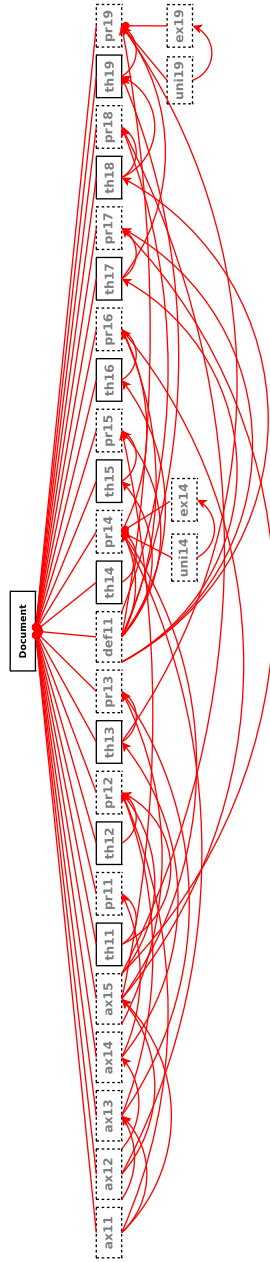 Document
pr19
th19
pr18
th18
pr17
th17
pr16
th16
pr15
th15
pr14
th14
def11
pr13
th13
pr12
th12
pr11
th11
ax15
ax14
ax13
ax12
ax11
ex19
uni19
ex14
uni14